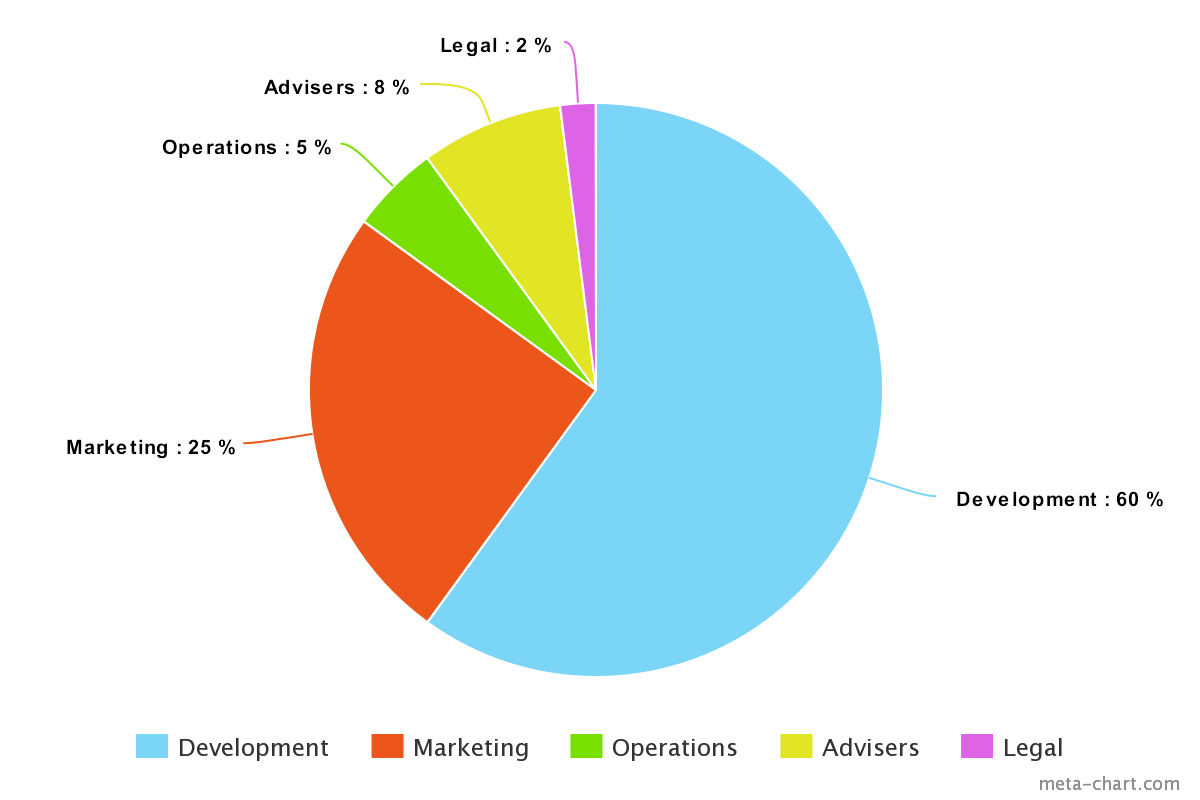 Legal : 2 %
Advisers : 8 %
Operations : 5 %
Marketing : 25 %
Development : 60 %
Development Marketing Operations Advisers Legal
meta-chart.com